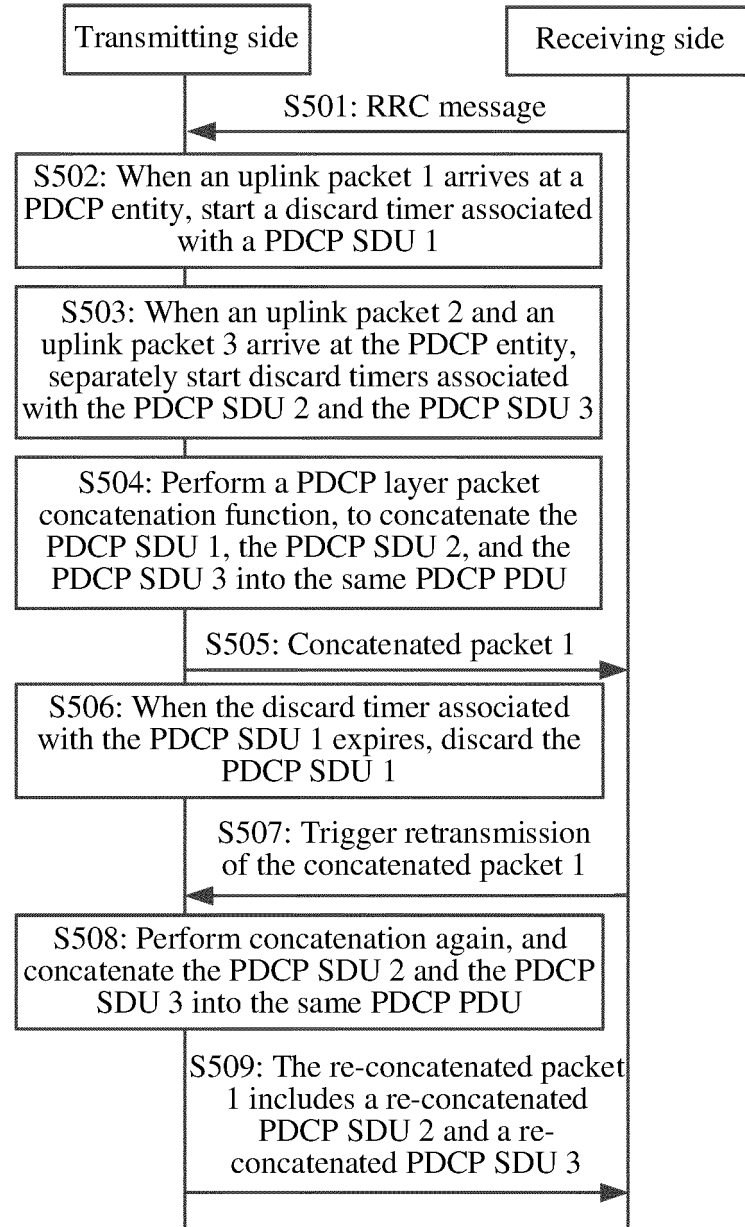 Transmitting side
Receiving side
S501: RRC message
S502: When an uplink packet 1 arrives at a
PDCP entity, start a discard timer associated
with a PDCP SDU 1
S503: When an uplink packet 2 and an
uplink packet 3 arrive at the PDCP entity,
separately start discard timers associated
with the PDCP SDU 2 and the PDCP SDU 3
S504: Perform a PDCP layer packet
concatenation function, to concatenate the
PDCP SDU 1, the PDCP SDU 2, and the
PDCP SDU 3 into the same PDCP PDU
S505: Concatenated packet 1
S506: When the discard timer associated
with the PDCP SDU 1 expires, discard the
PDCP SDU 1
S507: Trigger retransmission
of the concatenated packet 1
S508: Perform concatenation again, and
concatenate the PDCP SDU 2 and the PDCP
SDU 3 into the same PDCP PDU
S509: The re-concatenated packet
1 includes a re-concatenated
PDCP SDU 2 and a re-
concatenated PDCP SDU 3